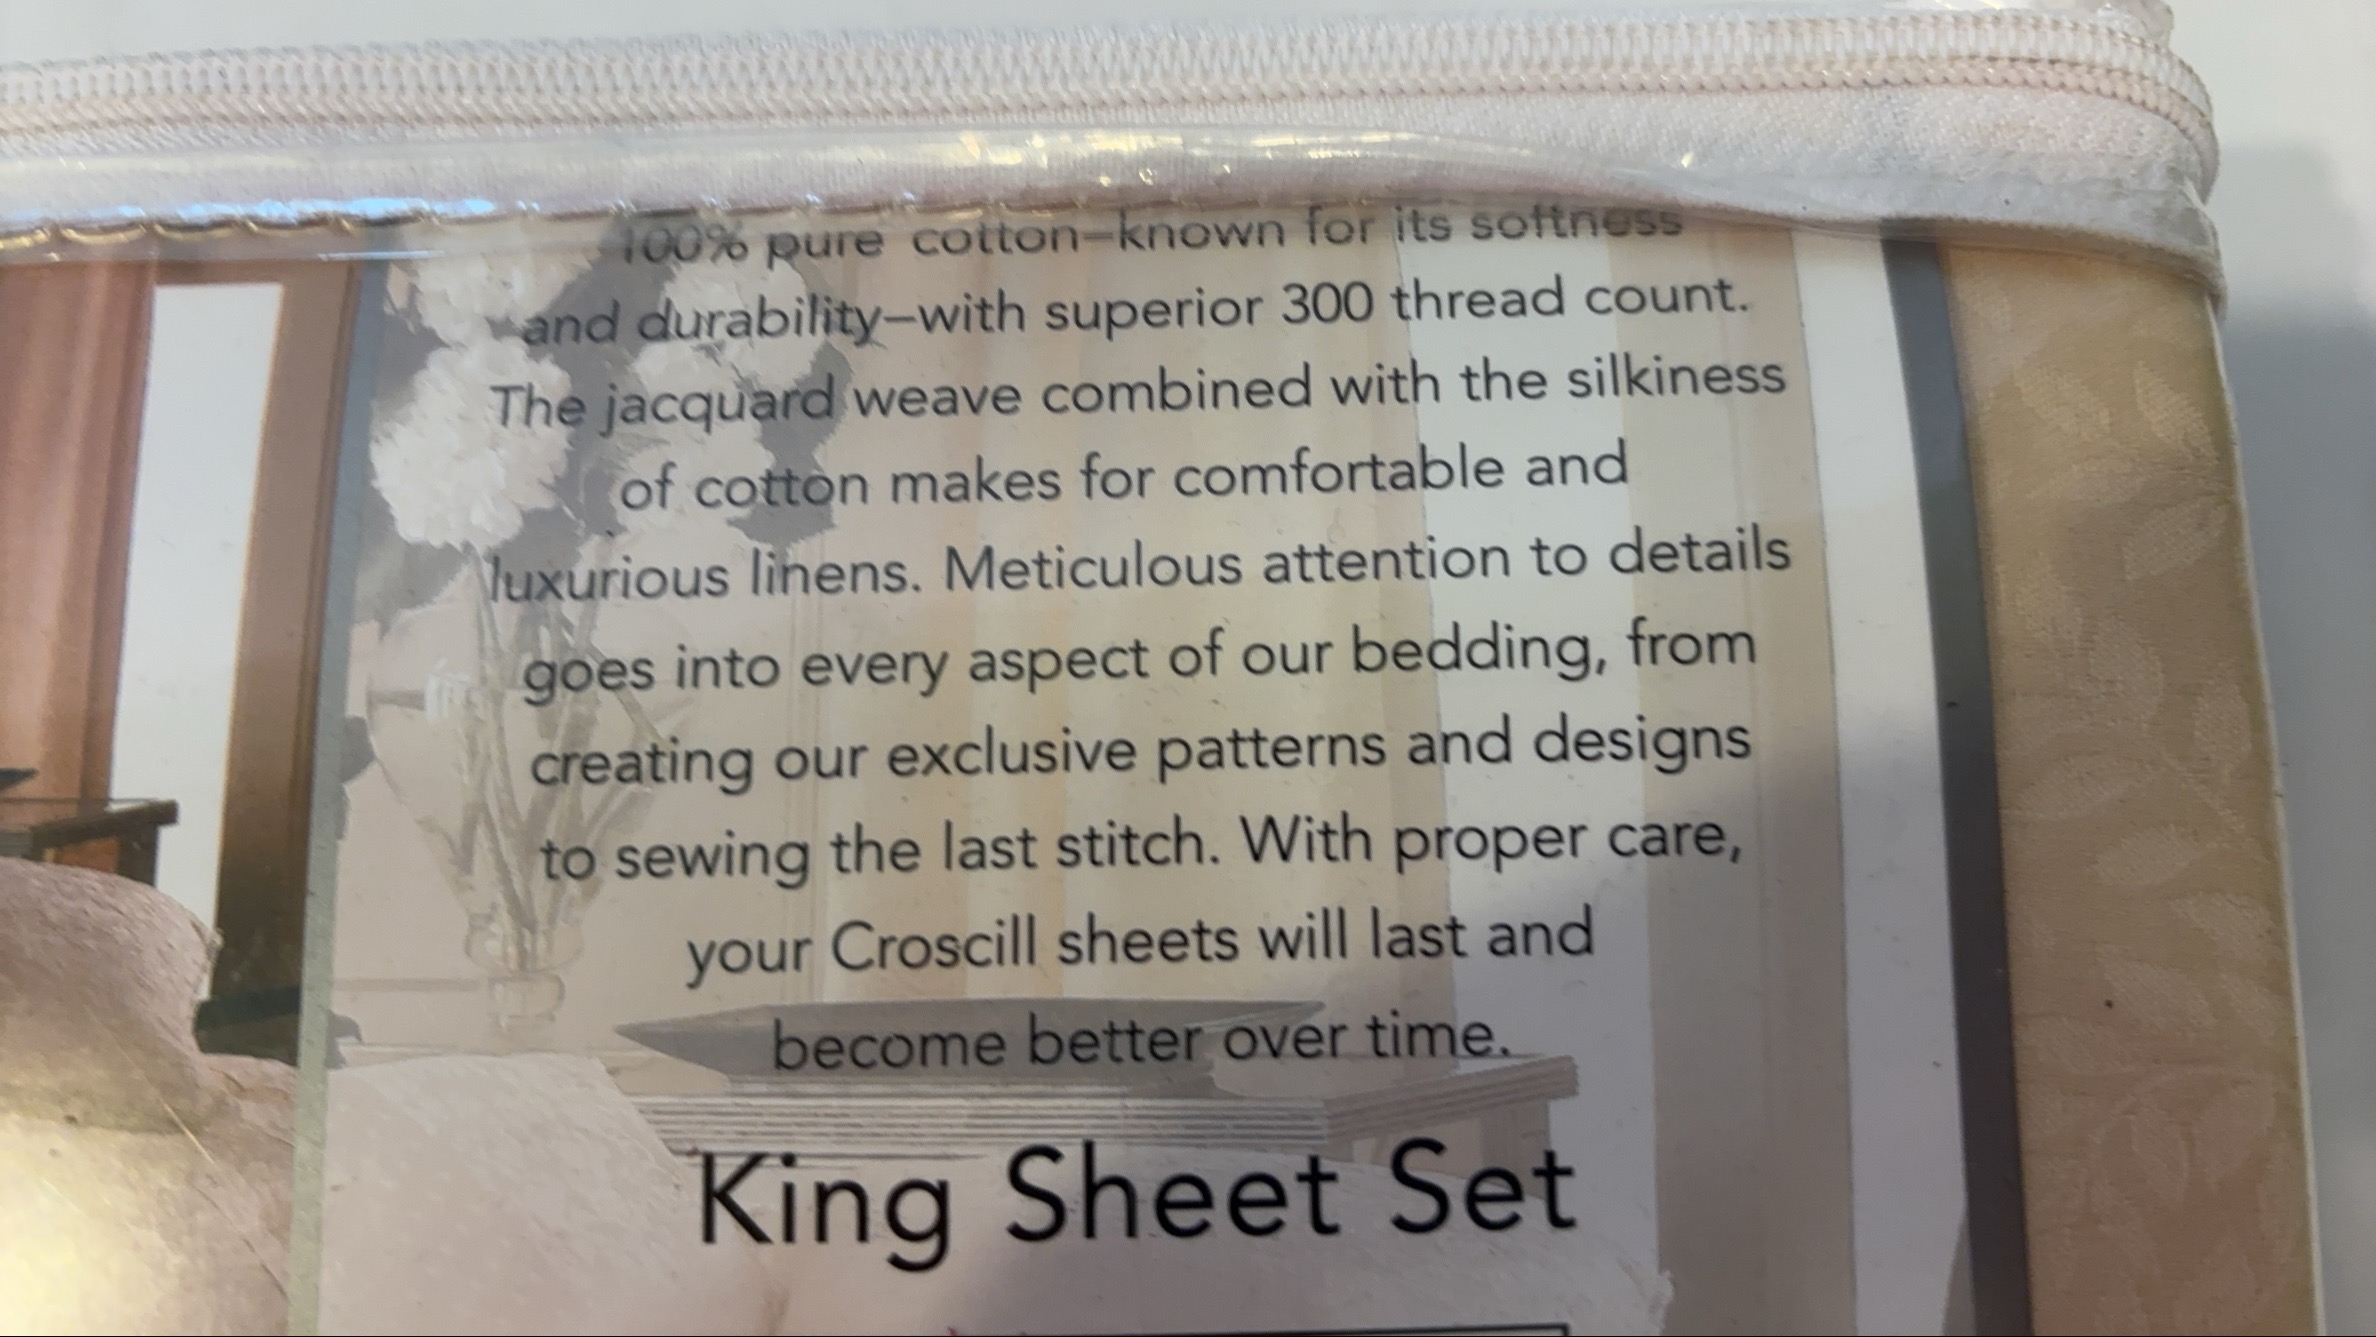 100% pure cotton–known for its softness
and durability–with superior 300 thread count.
The jacquard weave combined with the silkiness
of cotton makes for comfortable and
luxurious linens. Meticulous attention to details
goes into every aspect of our bedding, from
creating our exclusive patterns and designs
to sewing the last stitch. With proper care,
your Croscill sheets will last and
become better over time.
King Sheet Set